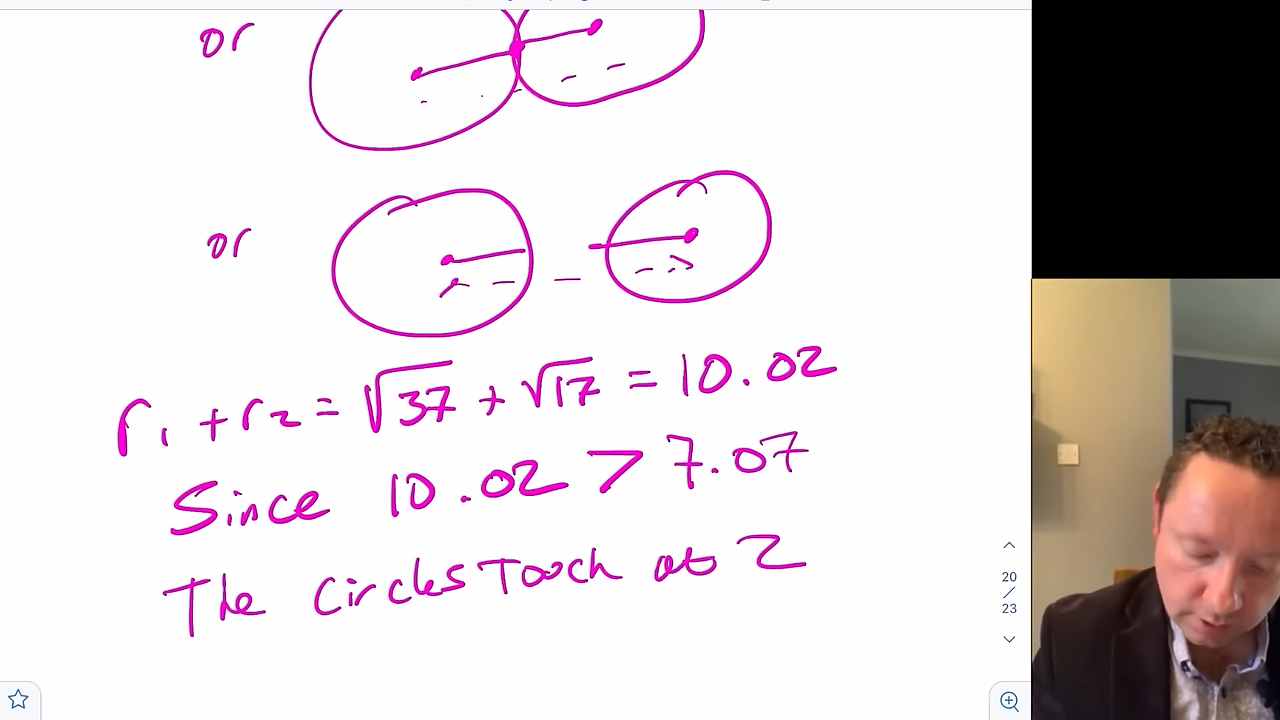 or
or
r₁ + r₂ = √37 + √17 = 10.02
Since 10.02 > 7.07
The circles Touch at 2
20
/
23